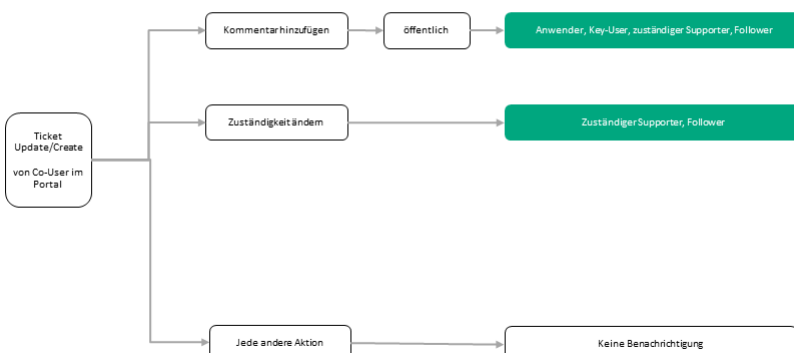 Kommentar hinzufügen
öffentlich
Anwender, Key-User, zuständiger Supporter, Follower
Zuständigkeit ändern
Zuständiger Supporter, Follower
Ticket
Update/Create
von Co-User im
Portal
Jede andere Aktion
Keine Benachrichtigung